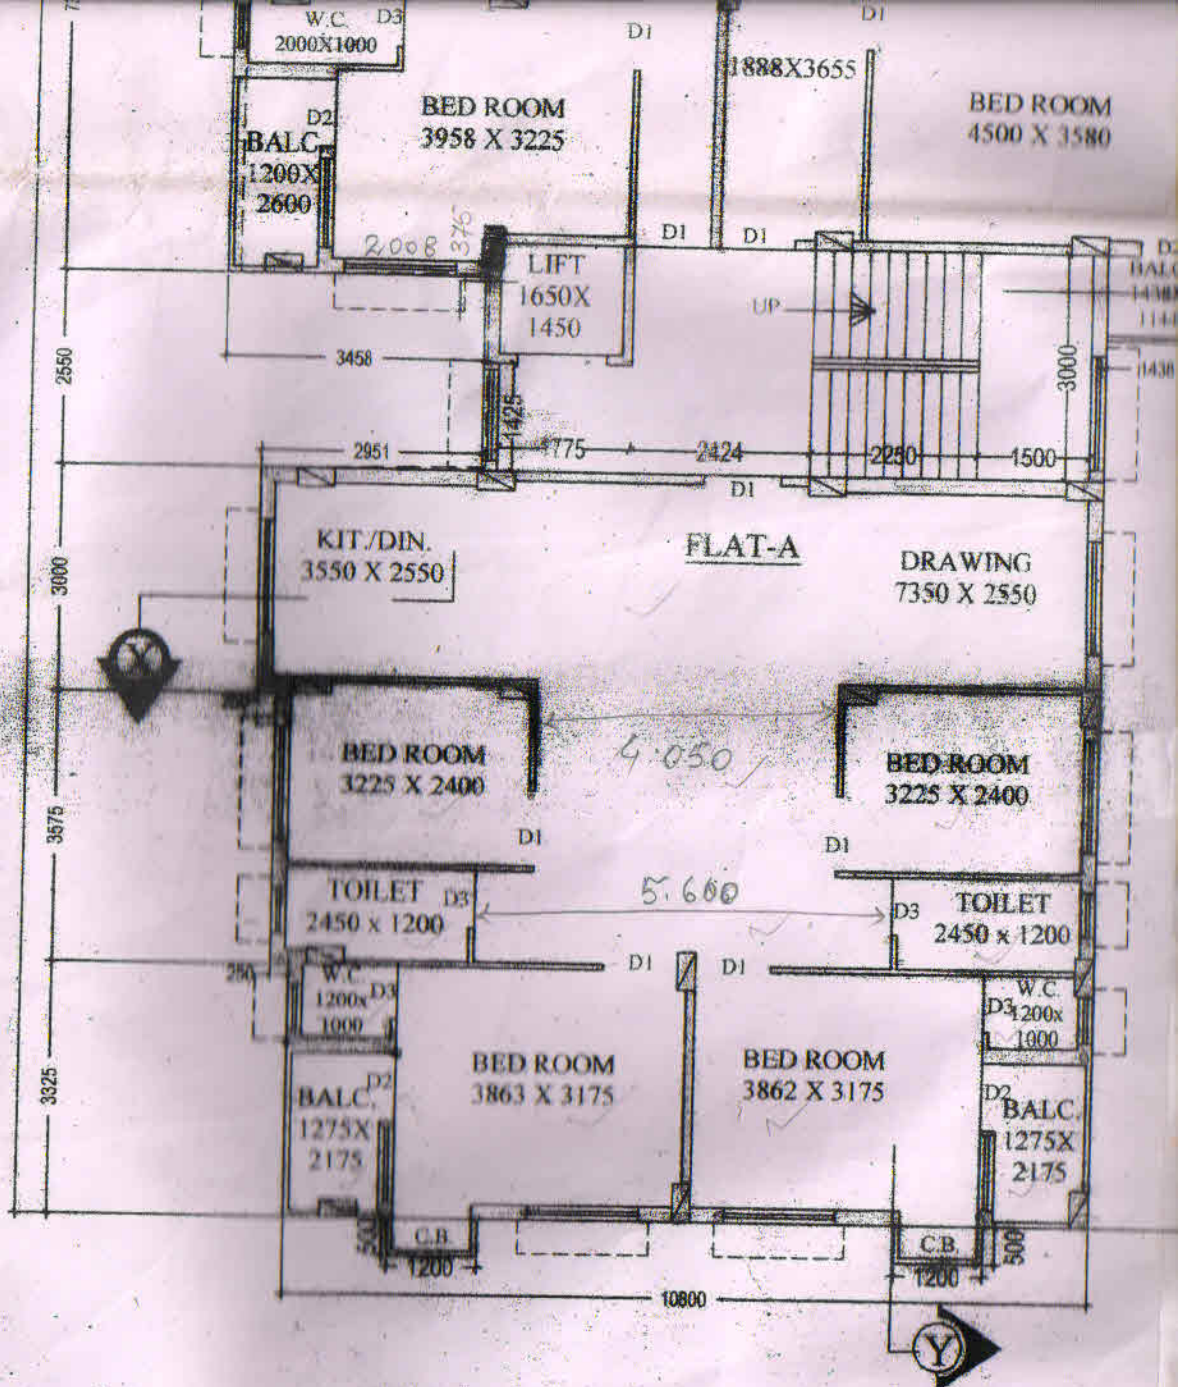 W.C.
2000X1000
D3
D1
D1
1888X3655
BED ROOM
3958 X 3225
BED ROOM
4500 X 3580
D2
BALC.
1200X
2600
2008
376
D1
D1
LIFT
1650X
1450
UP
BALC
1438
2550
3458
1425
3000
2951
1775
2424
2250
1500
D1
KIT./DIN.
3550 X 2550
FLAT-A
DRAWING
7350 X 2550
3000
Y
BED ROOM
3225 X 2400
4.050
BED ROOM
3225 X 2400
3575
D1
D1
TOILET
2450 x 1200
D3
5.600
D3
TOILET
2450 x 1200
250
D1
D1
W.C.
1200x
1000
D3
D3
W.C.
1200x
1000
BED ROOM
3863 X 3175
BED ROOM
3862 X 3175
3325
D2
BALC.
1275X
2175
D2
BALC.
1275X
2175
500
C.B.
1200
C.B.
1200
500
10800
Y